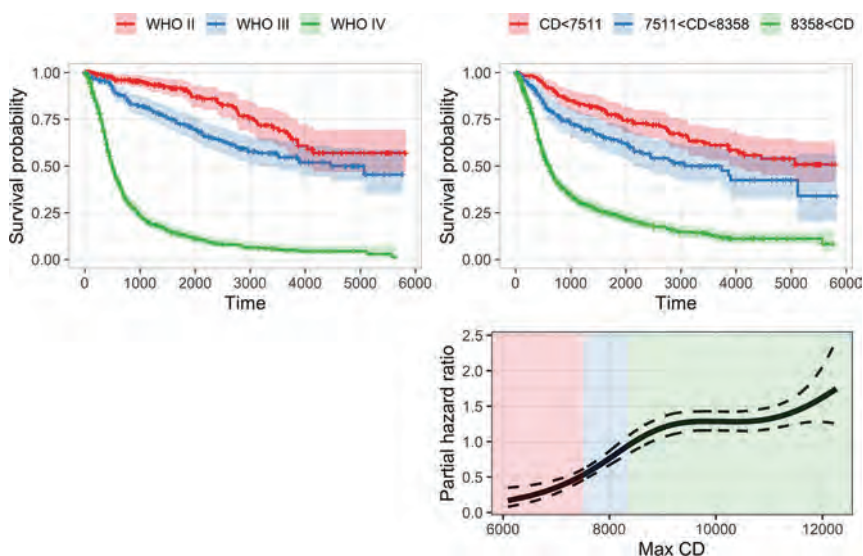 WHO II WHO III WHO IV
Survival probability
1.00
0.75
0.50
0.25
0.00
0 1000 2000 3000 4000 5000 6000
Time
CD<7511 7511<CD<8358 8358<CD
Survival probability
1.00
0.75
0.50
0.25
0.00
0 1000 2000 3000 4000 5000 6000
Time
Partial hazard ratio
2.5
2.0
1.5
1.0
0.5
0.0
6000 8000 10000 12000
Max CD